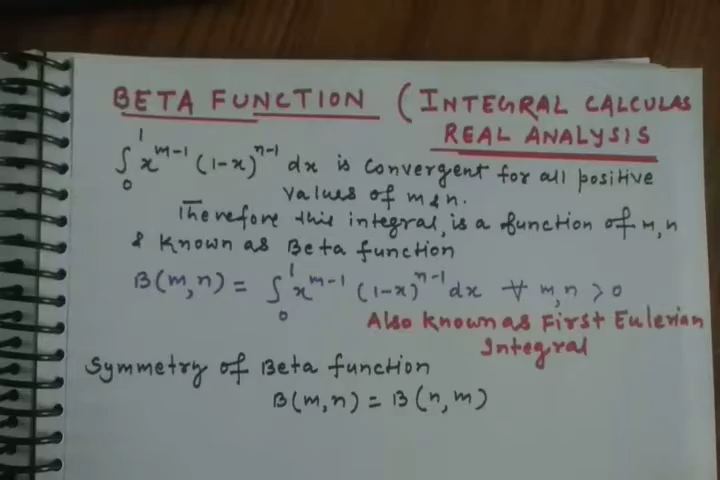 BETA FUNCTION (INTEGRAL CALCULAS
REAL ANALYSIS
∫₀¹ x^{m-1} (1-x)^{n-1} dx is convergent for all positive
values of m & n.
Therefore this integral, is a function of m, n
& known as Beta function
B(m,n) = ∫₀¹ x^{m-1} (1-x)^{n-1} dx ∀ m,n > 0
Also known as First Eulerian
Integral
Symmetry of Beta function
B(m,n) = B(n,m)